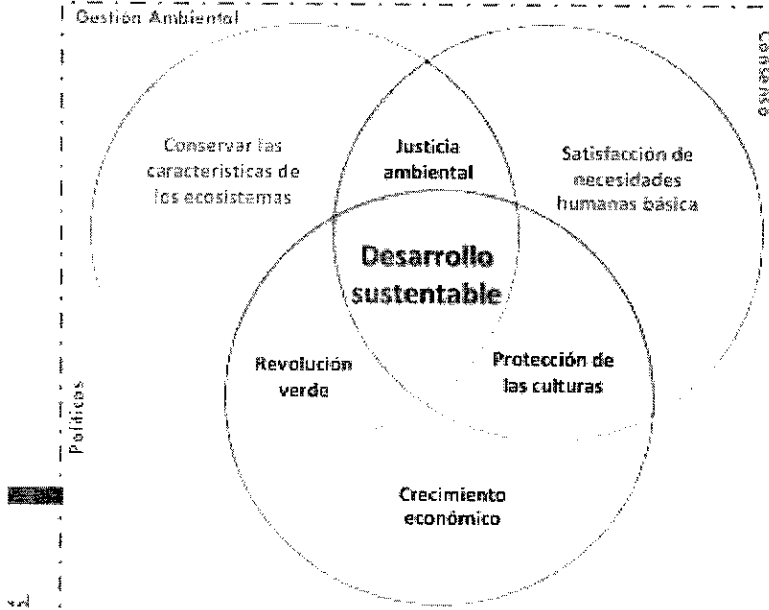 Gestión Ambiental
Consenso
Conservar las
características de
los ecosistemas
Justicia
ambiental
Satisfacción de
necesidades
humanas básica
Desarrollo
sustentable
Revolución
verde
Protección de
las culturas
Políticas
Crecimiento
económico